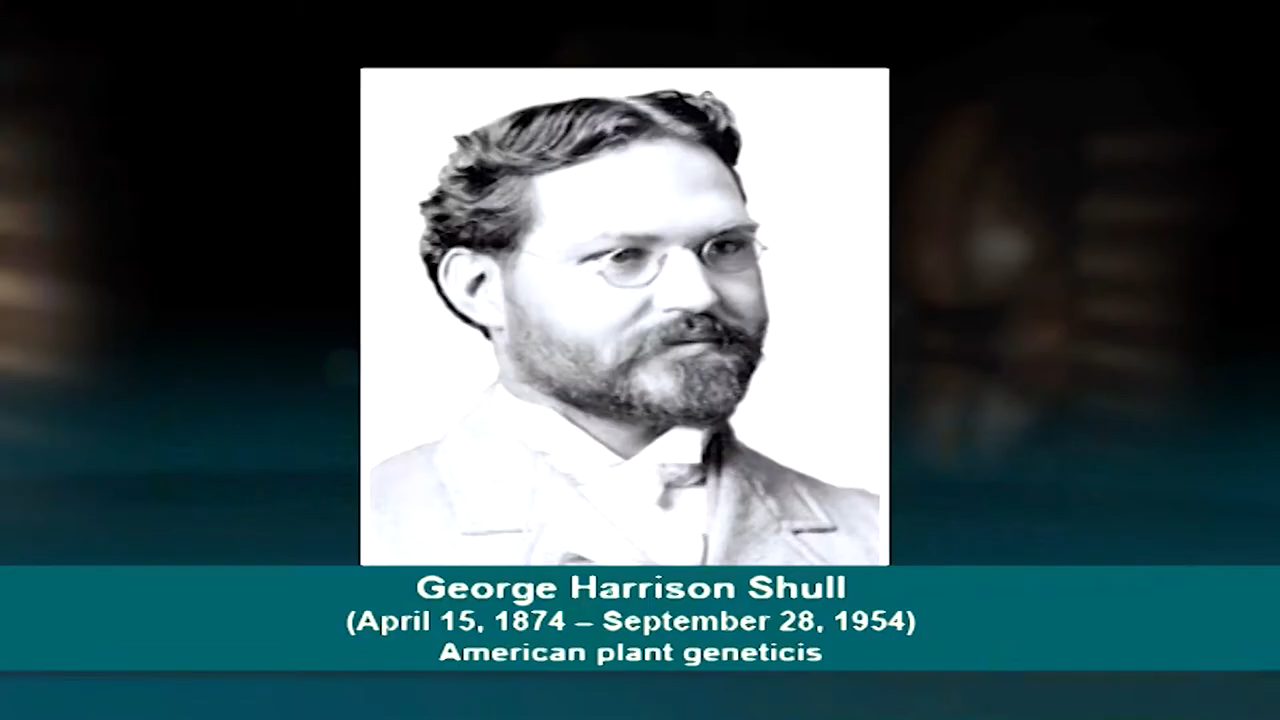 George Harrison Shull
(April 15, 1874 – September 28, 1954)
American plant geneticis